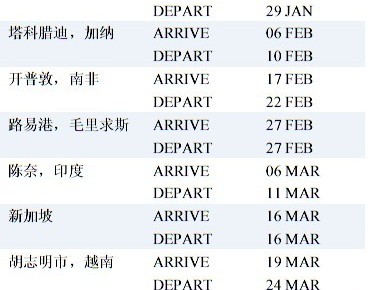 DEPART 29 JAN
塔科腊迪，加纳 ARRIVE 06 FEB
DEPART 10 FEB
开普敦，南非 ARRIVE 17 FEB
DEPART 22 FEB
路易港，毛里求斯 ARRIVE 27 FEB
DEPART 27 FEB
陈奈，印度 ARRIVE 06 MAR
DEPART 11 MAR
新加坡 ARRIVE 16 MAR
DEPART 16 MAR
胡志明市，越南 ARRIVE 19 MAR
DEPART 24 MAR